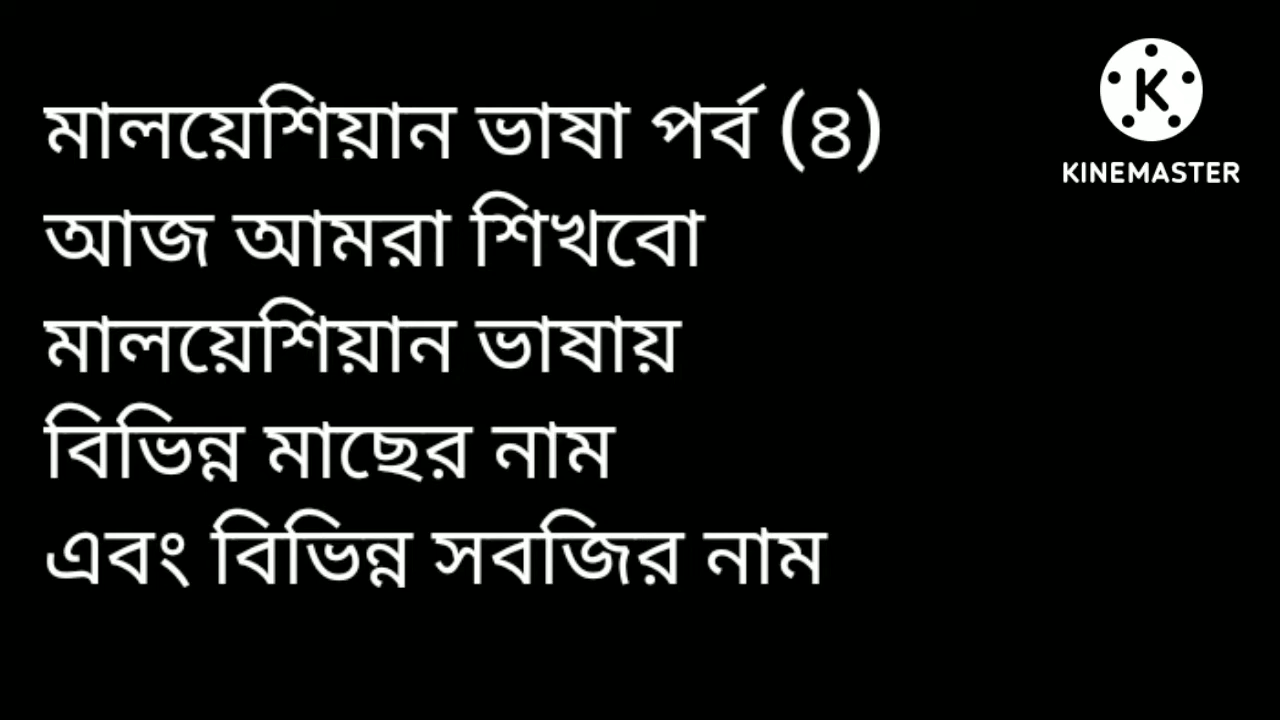 মালয়েশিয়ান ভাষা পর্ব (৪)
আজ আমরা শিখবো
মালয়েশিয়ান ভাষায়
বিভিন্ন মাছের নাম
এবং বিভিন্ন সবজির নাম
K
KINEMASTER